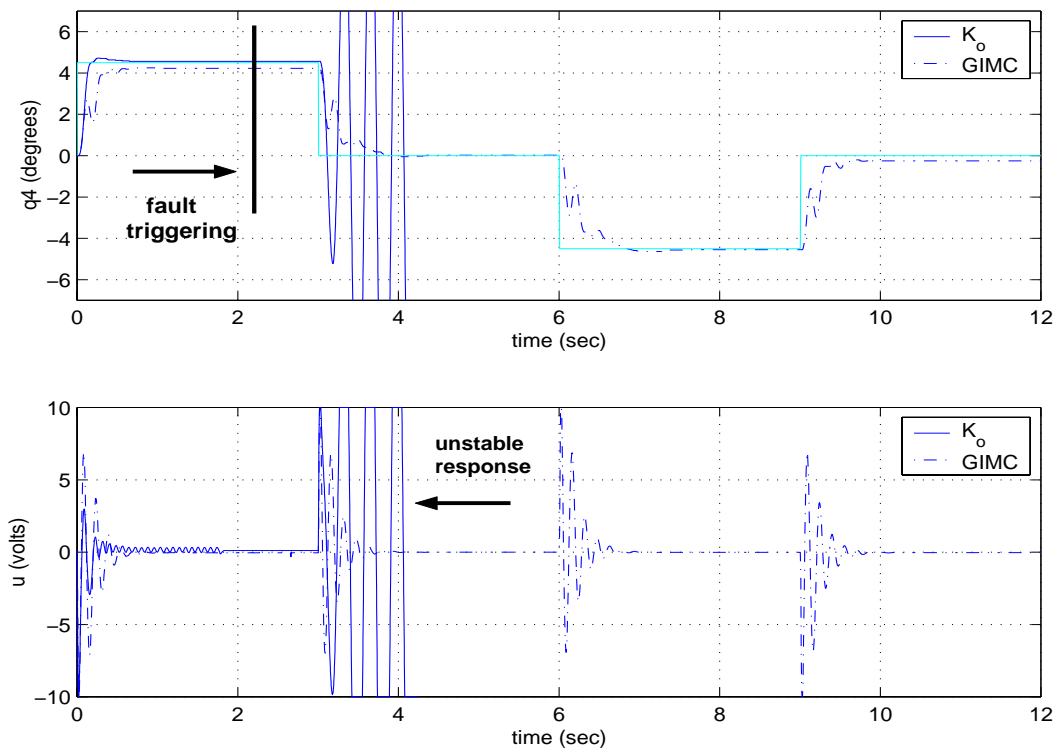 6
4
2
0
−2
−4
−6
q4 (degrees)
K_o
GIMC
fault
triggering
0 2 4 6 8 10 12
time (sec)
10
5
0
−5
−10
u (volts)
K_o
GIMC
unstable
response
0 2 4 6 8 10 12
time (sec)